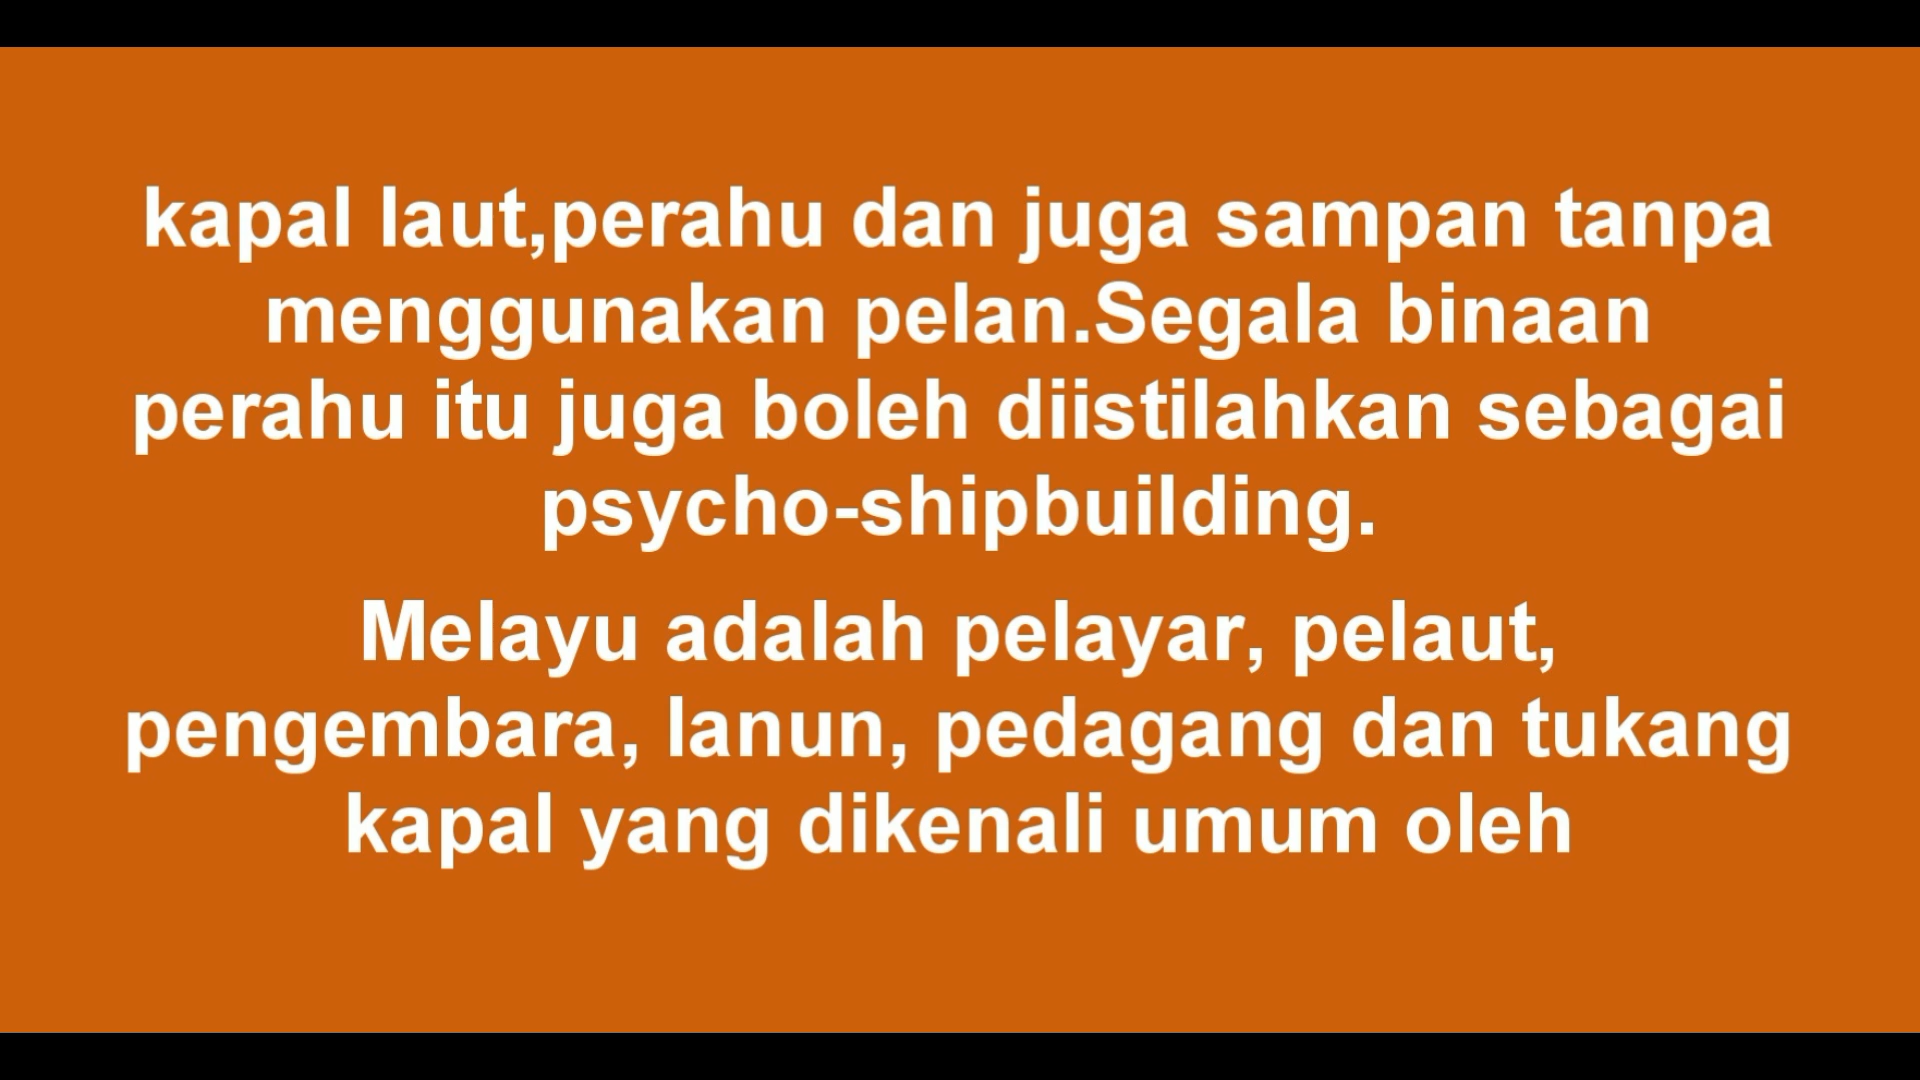 kapal laut,perahu dan juga sampan tanpa
menggunakan pelan.Segala binaan
perahu itu juga boleh diistilahkan sebagai
psycho-shipbuilding.
Melayu adalah pelayar, pelaut,
pengembara, lanun, pedagang dan tukang
kapal yang dikenali umum oleh